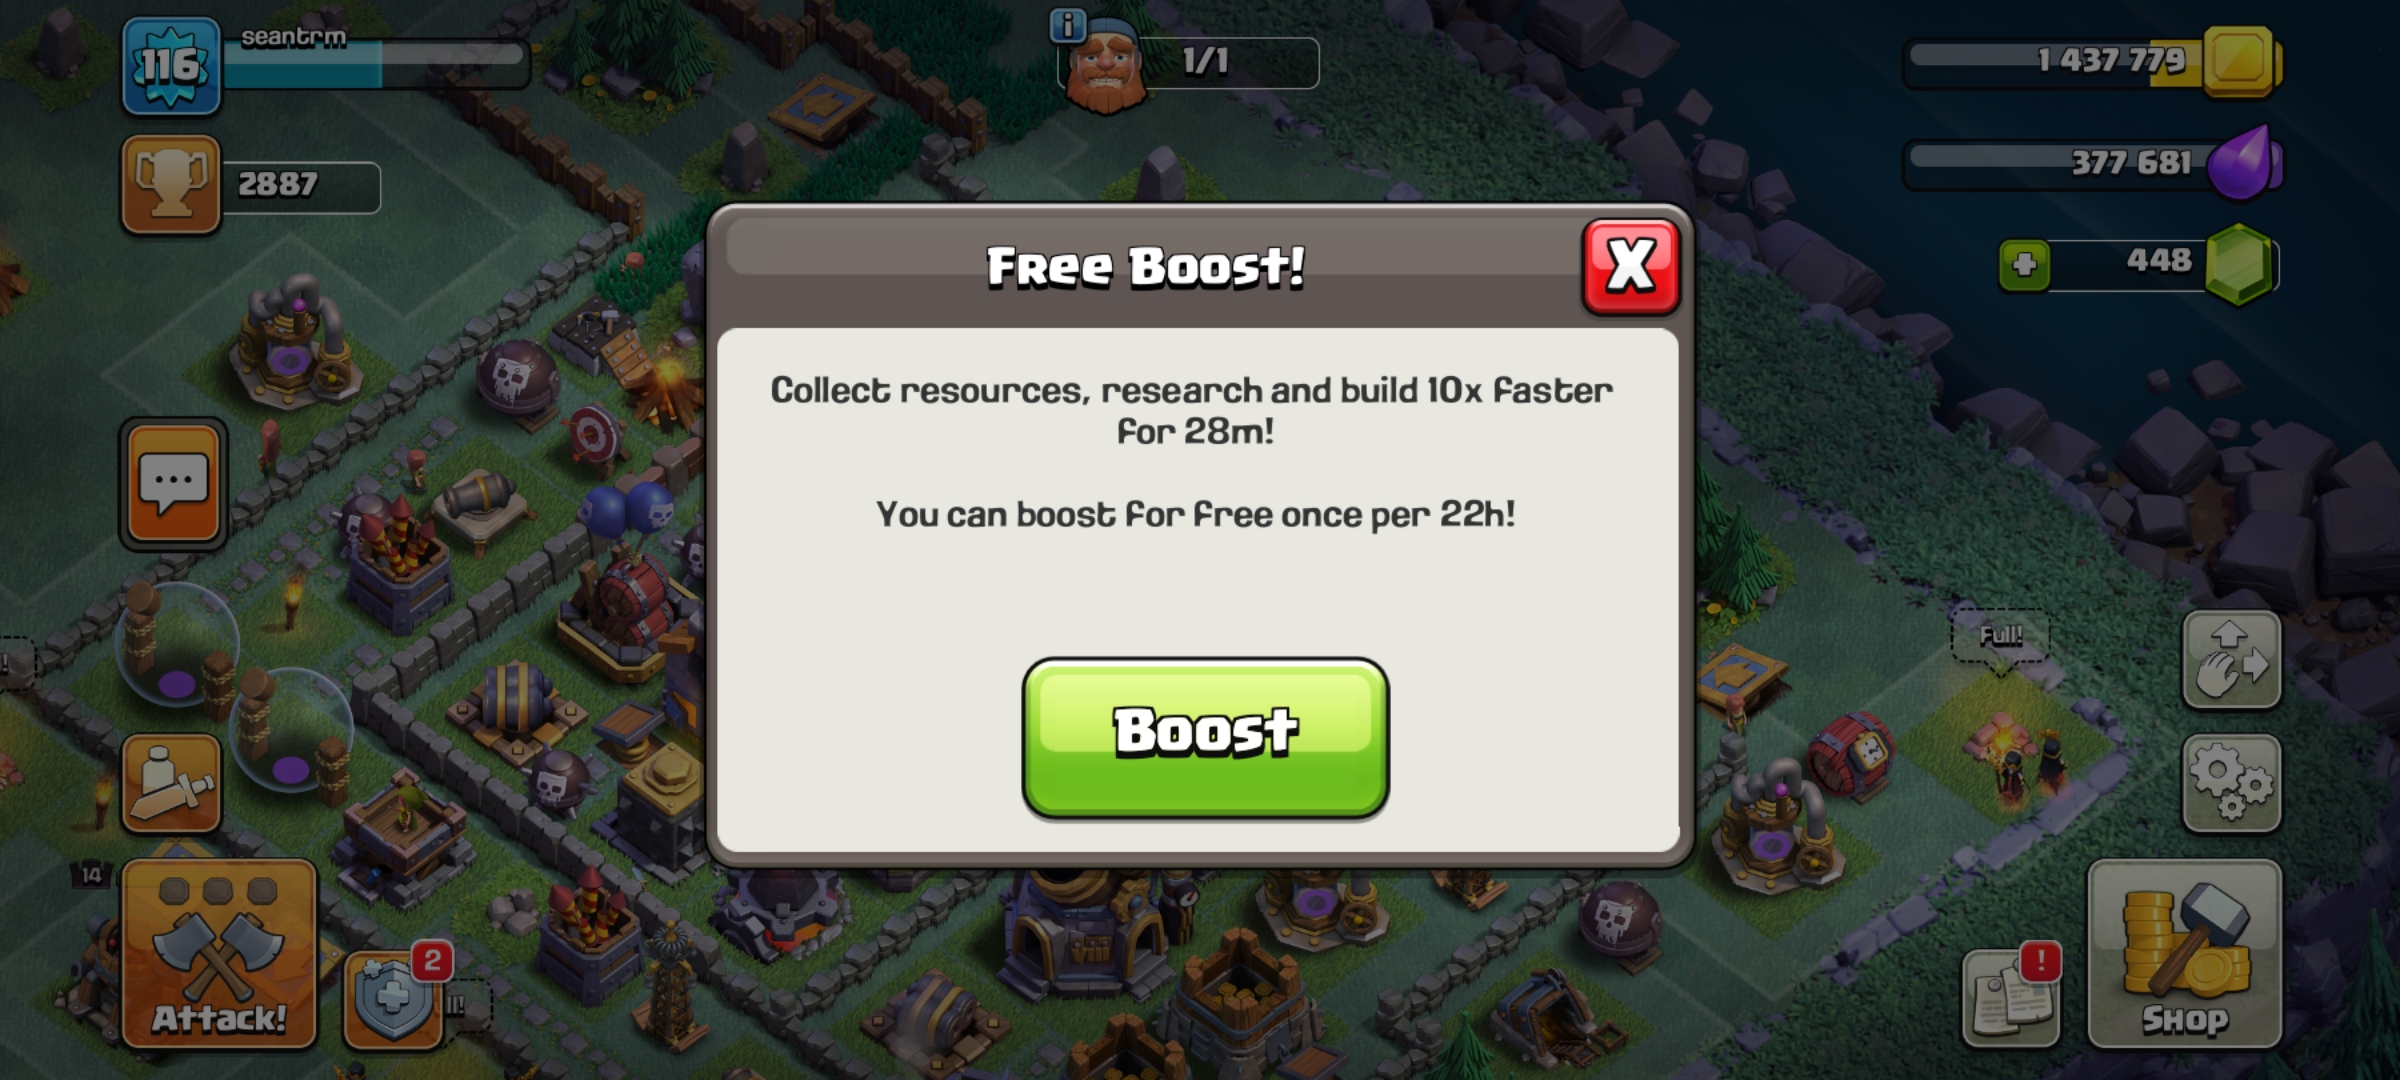 116
seantrm
1/1
1 437 779
2887
377 681
448
Free Boost!
X
Collect resources, research and build 10x faster
for 28m!
You can boost for free once per 22h!
Full!
Boost
14
2
!
VIII
Attack!
Shop